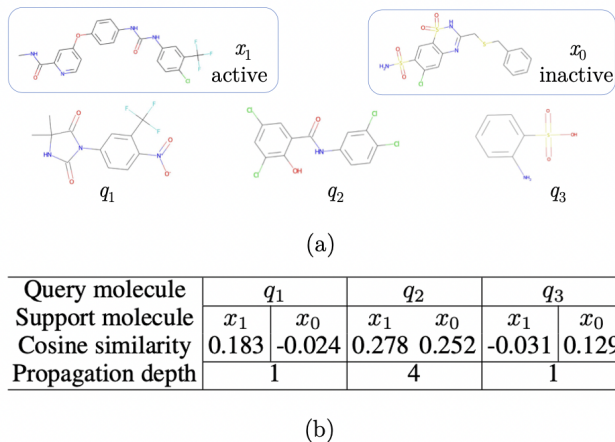 x1
active
x0
inactive
q1
q2
q3
(a)
Query molecule q1 q2 q3
Support molecule x1 x0 x1 x0 x1 x0
Cosine similarity 0.183 -0.024 0.278 0.252 -0.031 0.129
Propagation depth 1 4 1
(b)